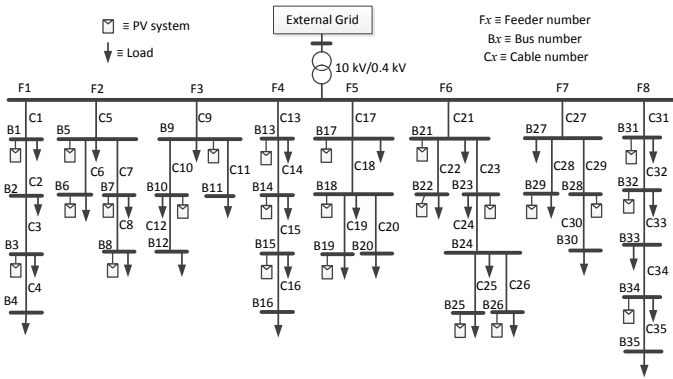 External Grid
≡ PV system
≡ Load
10 kV/0.4 kV
Fx ≡ Feeder number
Bx ≡ Bus number
Cx ≡ Cable number
F1 F2 F3 F4 F5 F6 F7 F8
C1 C5 C9 C13 C17 C21 C27 C31
B1 B5 B9 B13 B17 B21 B27 B31
C2 C6 C7 C10 C11 C14 C18 C22 C23 C28 C29 C32
B2 B6 B7 B10 B11 B14 B18 B22 B23 B29 B28 B32
C3 C8 C12 C15 C19 C20 C24 C30 C33
B3 B8 B12 B15 B19 B20 B24 B30 B33
C4 C16 C25 C26 C34
B4 B16 B25 B26 B34
C35
B35